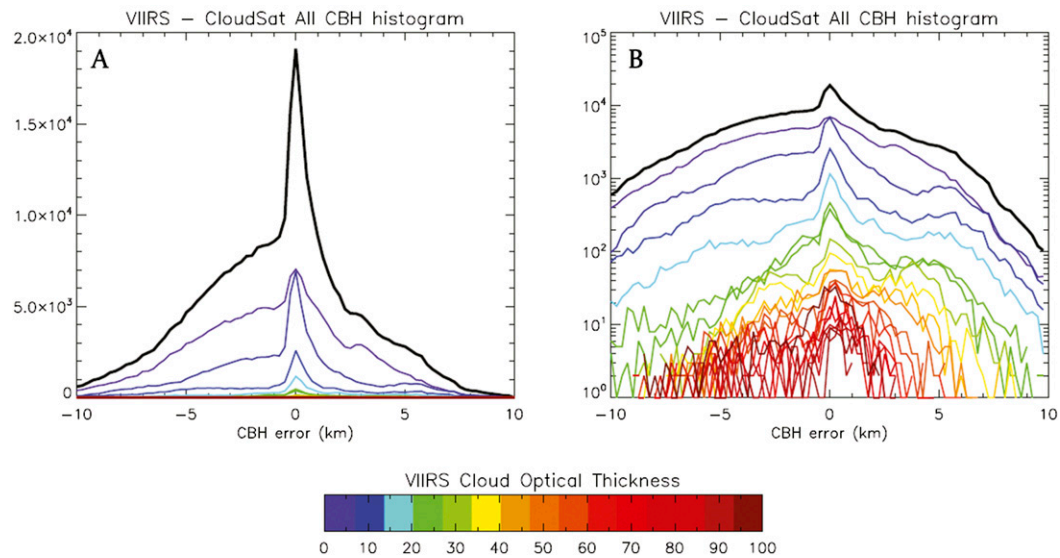 VIIRS − CloudSat All CBH histogram
A
2.0×10⁴
1.5×10⁴
1.0×10⁴
5.0×10³
0
−10 −5 0 5 10
CBH error (km)
VIIRS − CloudSat All CBH histogram
B
10⁵
10⁴
10³
10²
10¹
10⁰
−10 −5 0 5 10
CBH error (km)
VIIRS Cloud Optical Thickness
0 10 20 30 40 50 60 70 80 90 100